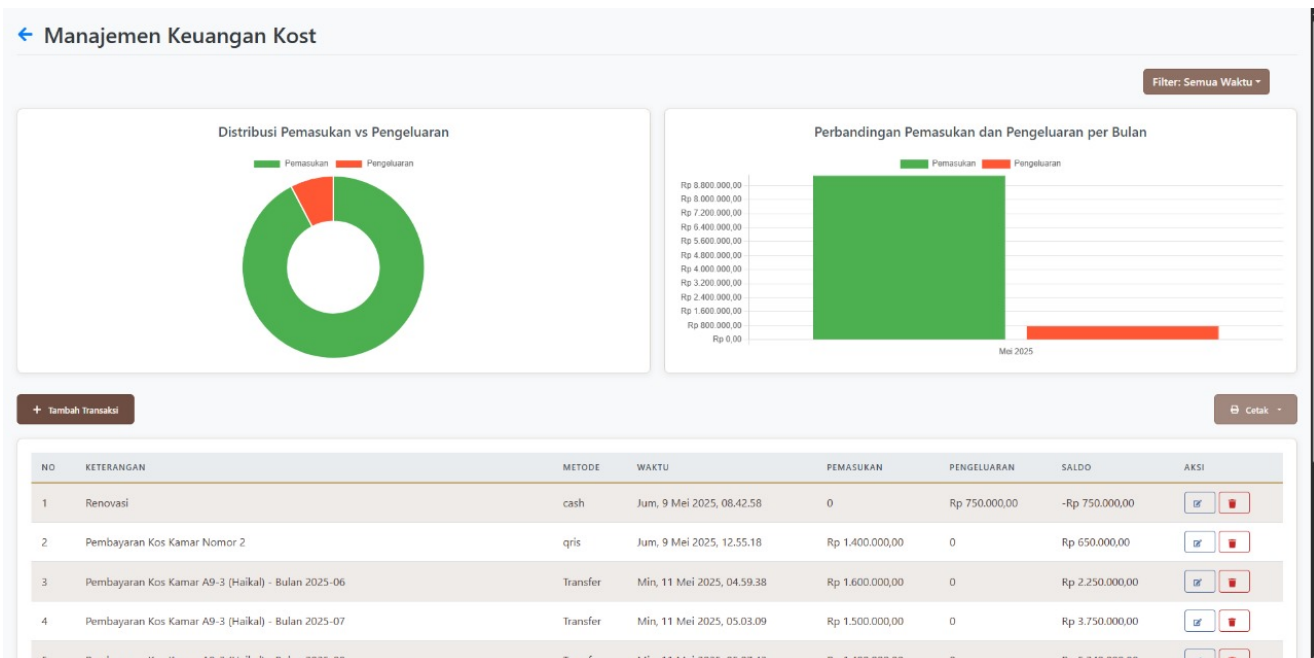 Manajemen Keuangan Kost
Filter: Semua Waktu
Distribusi Pemasukan vs Pengeluaran
Pemasukan Pengeluaran
Perbandingan Pemasukan dan Pengeluaran per Bulan
Pemasukan Pengeluaran
Rp 8.800.000,00
Rp 8.000.000,00
Rp 7.200.000,00
Rp 6.400.000,00
Rp 5.600.000,00
Rp 4.800.000,00
Rp 4.000.000,00
Rp 3.200.000,00
Rp 2.400.000,00
Rp 1.600.000,00
Rp 800.000,00
Rp 0,00
Mei 2025
+ Tambah Transaksi
Cetak
NO KETERANGAN METODE WAKTU PEMASUKAN PENGELUARAN SALDO AKSI
1 Renovasi cash Jum, 9 Mei 2025, 08.42.58 0 Rp 750.000,00 -Rp 750.000,00
2 Pembayaran Kos Kamar Nomor 2 qris Jum, 9 Mei 2025, 12.55.18 Rp 1.400.000,00 0 Rp 650.000,00
3 Pembayaran Kos Kamar A9-3 (Haikal) - Bulan 2025-06 Transfer Min, 11 Mei 2025, 04.59.38 Rp 1.600.000,00 0 Rp 2.250.000,00
4 Pembayaran Kos Kamar A9-3 (Haikal) - Bulan 2025-07 Transfer Min, 11 Mei 2025, 05.03.09 Rp 1.500.000,00 0 Rp 3.750.000,00